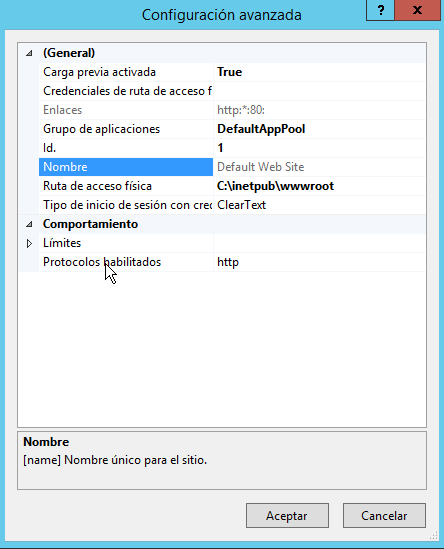 Configuración avanzada
? x
(General)
Carga previa activada True
Credenciales de ruta de acceso f
Enlaces http:*:80:
Grupo de aplicaciones DefaultAppPool
Id. 1
Nombre Default Web Site
Ruta de acceso física C:\inetpub\wwwroot
Tipo de inicio de sesión con cred ClearText
Comportamiento
Límites
Protocolos habilitados http
Nombre
[name] Nombre único para el sitio.
Aceptar Cancelar